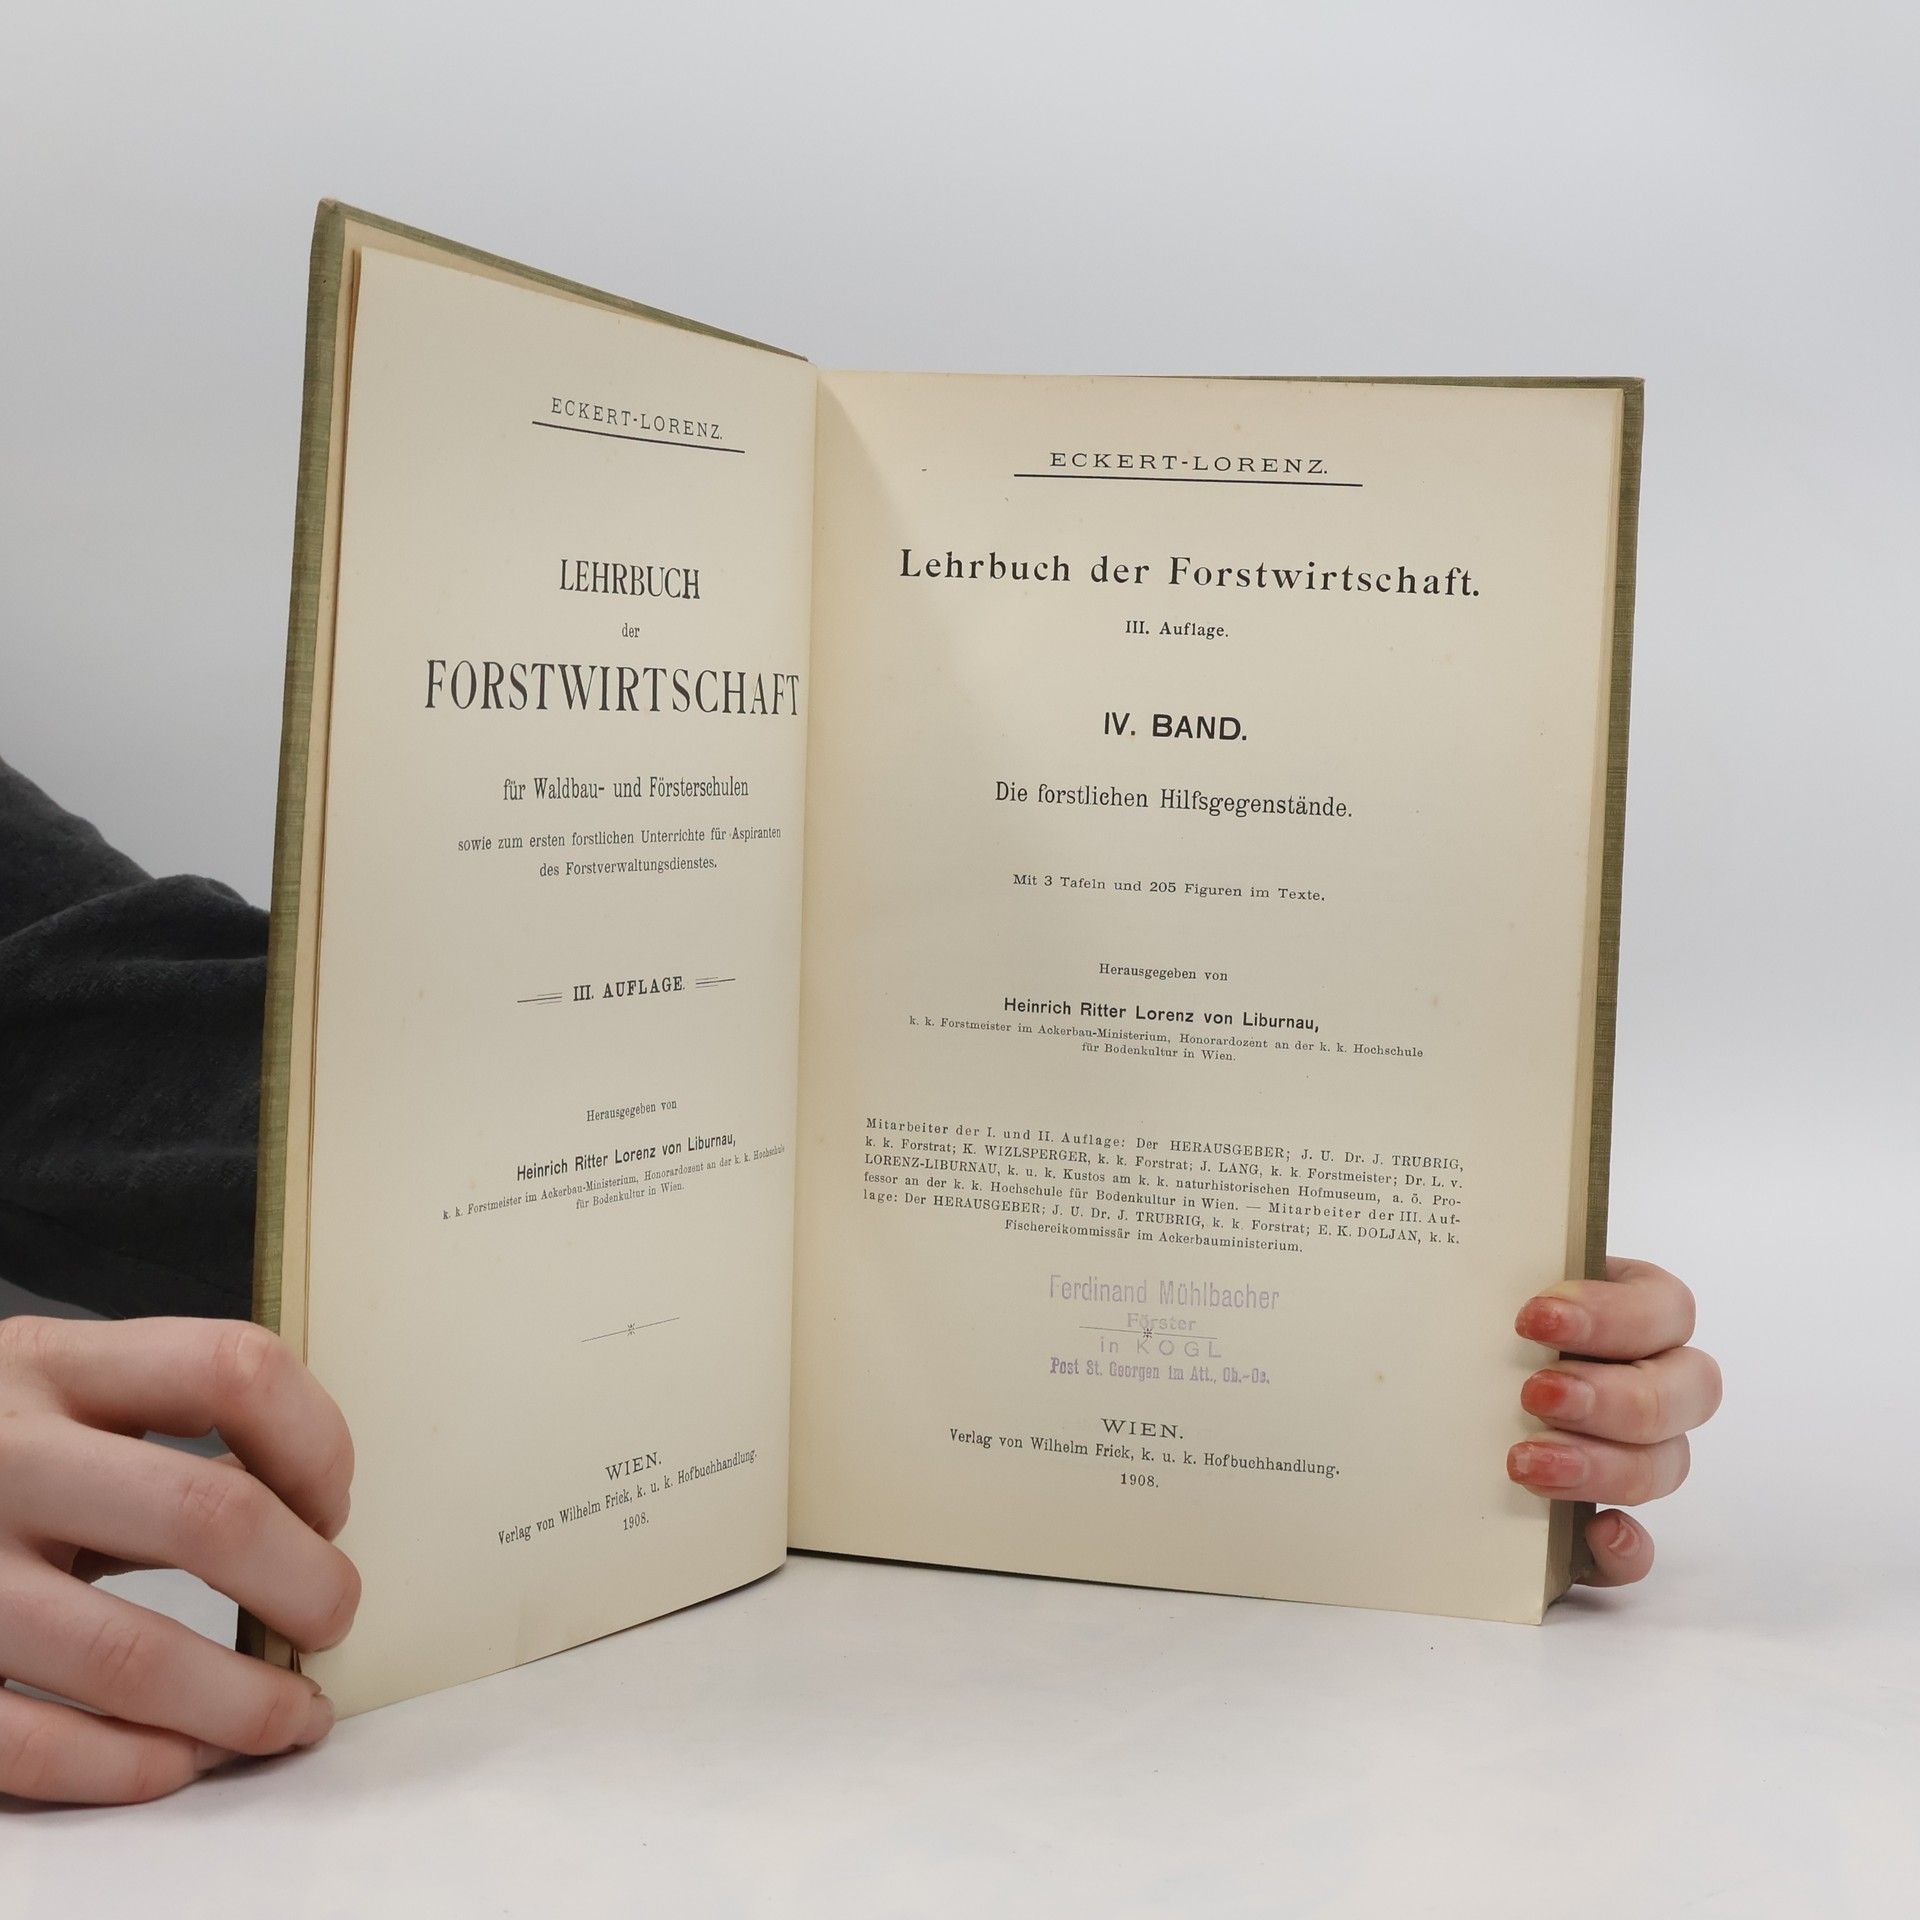 ECKERT-LORENZ.
LEHRBUCH
der
FORSTWIRTSCHAFT
für Waldbau- und Försterschulen
sowie zum ersten forstlichen Unterrichte für Aspiranten
des Forstverwaltungsdienstes.
III. AUFLAGE.
Herausgegeben von
Heinrich Ritter Lorenz von Liburnau,
k. k. Forstmeister im Ackerbau-Ministerium, Honorardozent an der k. k. Hochschule
für Bodenkultur in Wien.
WIEN.
Verlag von Wilhelm Frick, k. u. k. Hofbuchhandlung.
1908.
ECKERT-LORENZ.
Lehrbuch der Forstwirtschaft.
III. Auflage.
IV. BAND.
Die forstlichen Hilfsgegenstände.
Mit 3 Tafeln und 205 Figuren im Texte.
Herausgegeben von
Heinrich Ritter Lorenz von Liburnau,
k. k. Forstmeister im Ackerbau-Ministerium, Honorardozent an der k. k. Hochschule
für Bodenkultur in Wien.
Mitarbeiter der I. und II. Auflage: Der HERAUSGEBER; J. U. Dr. J. TRUBRIG,
k. k. Forstrat; K. WIZLSPERGER, k. k. Forstrat; J. LANG, k. k. Forstmeister; Dr. L. v.
LORENZ-LIBURNAU, k. u. k. Kustos am k. k. naturhistorischen Hofmuseum, a. ö. Pro-
fessor an der k. k. Hochschule für Bodenkultur in Wien. — Mitarbeiter der III. Auf-
lage: Der HERAUSGEBER; J. U. Dr. J. TRUBRIG, k. k. Forstrat; E. K. DOLJAN, k. k.
Fischereikommissär im Ackerbauministerium.
Ferdinand Mühlbacher
Förster
in KOGL
Post St. Georgen im Att., Ob.-Oe.
WIEN.
Verlag von Wilhelm Frick, k. u. k. Hofbuchhandlung.
1908.